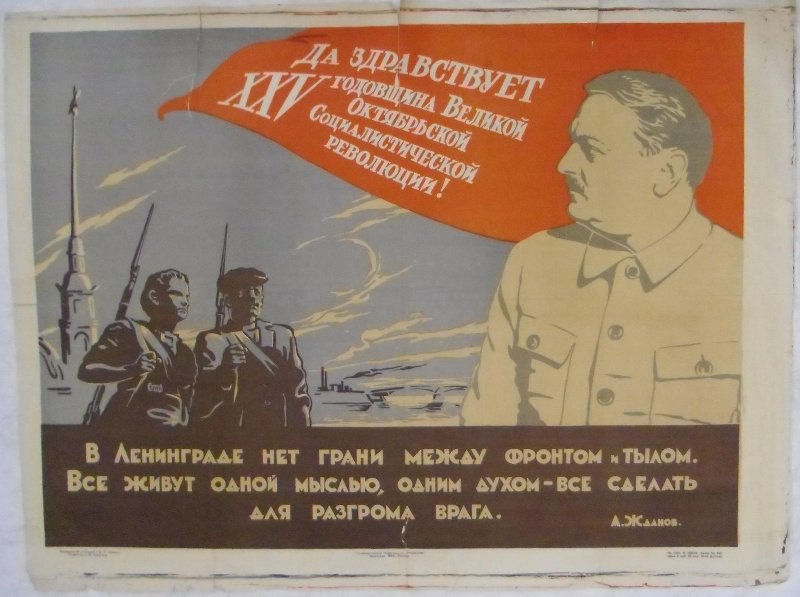 Да здравствует
XXV годовщина Великой
Октябрьской
Социалистической
революции!
В Ленинграде нет грани между фронтом и тылом.
Все живут одной мыслью, одним духом – все сделать
для разгрома врага.
А. Жданов.